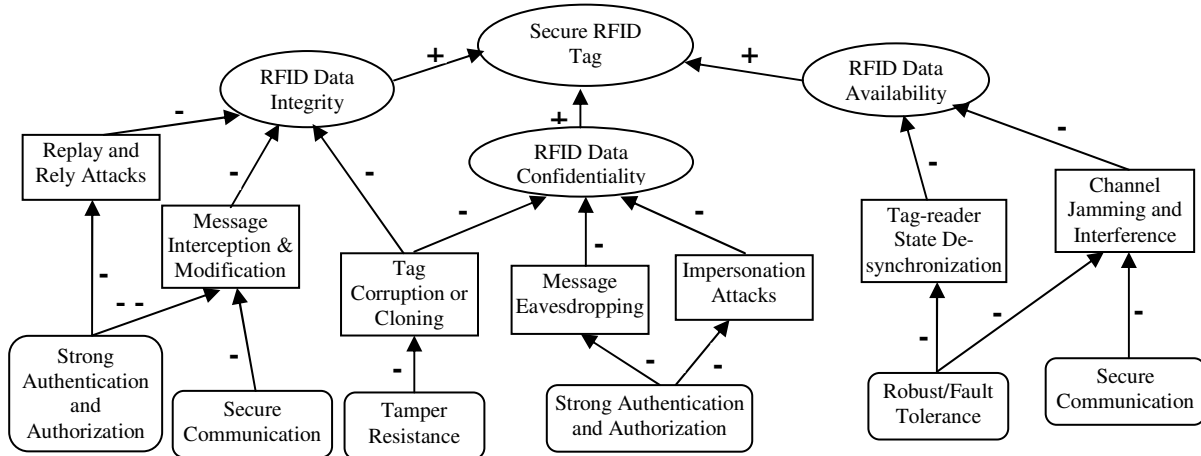 Secure RFID
Tag
+
+
RFID Data
Integrity
RFID Data
Availability
-
+
-
Replay and
Rely Attacks
-
-
RFID Data
Confidentiality
-
Message
Interception &
Modification
-
-
Tag-reader
State De-
synchronization
Channel
Jamming and
Interference
-
-
- -
Tag
Corruption or
Cloning
Message
Eavesdropping
Impersonation
Attacks
-
-
-
-
-
-
-
Strong
Authentication
and
Authorization
Secure
Communication
Tamper
Resistance
Strong Authentication
and Authorization
Robust/Fault
Tolerance
Secure
Communication